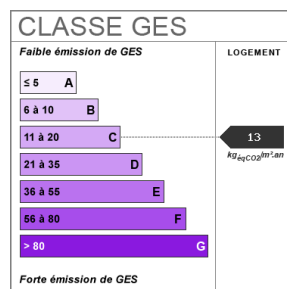 CLASSE GES
Faible émission de GES
LOGEMENT
≤ 5 A
6 à 10 B
11 à 20 C
13
kgéqCO2/m².an
21 à 35 D
36 à 55 E
56 à 80 F
> 80 G
Forte émission de GES